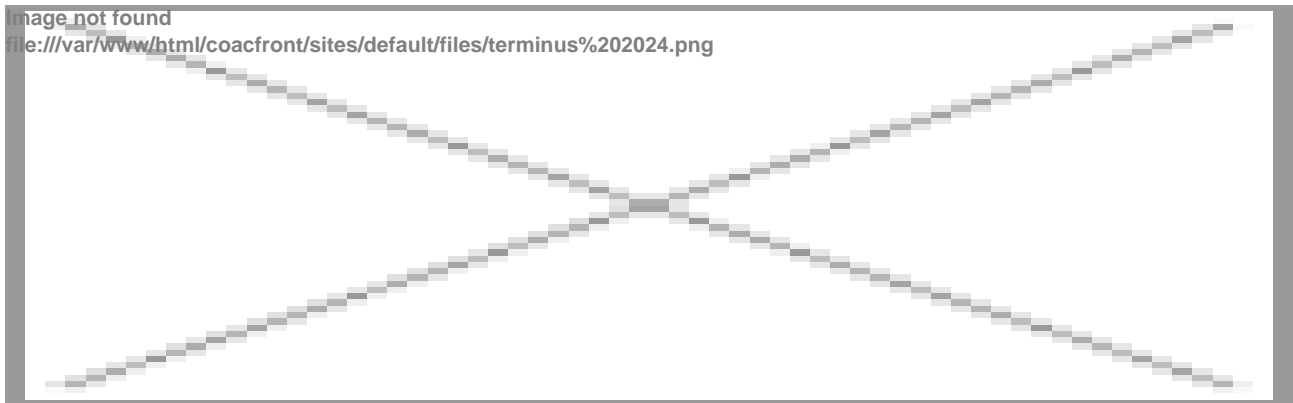 Image not found
file:///var/www/html/coacfront/sites/default/files/terminus%202024.png